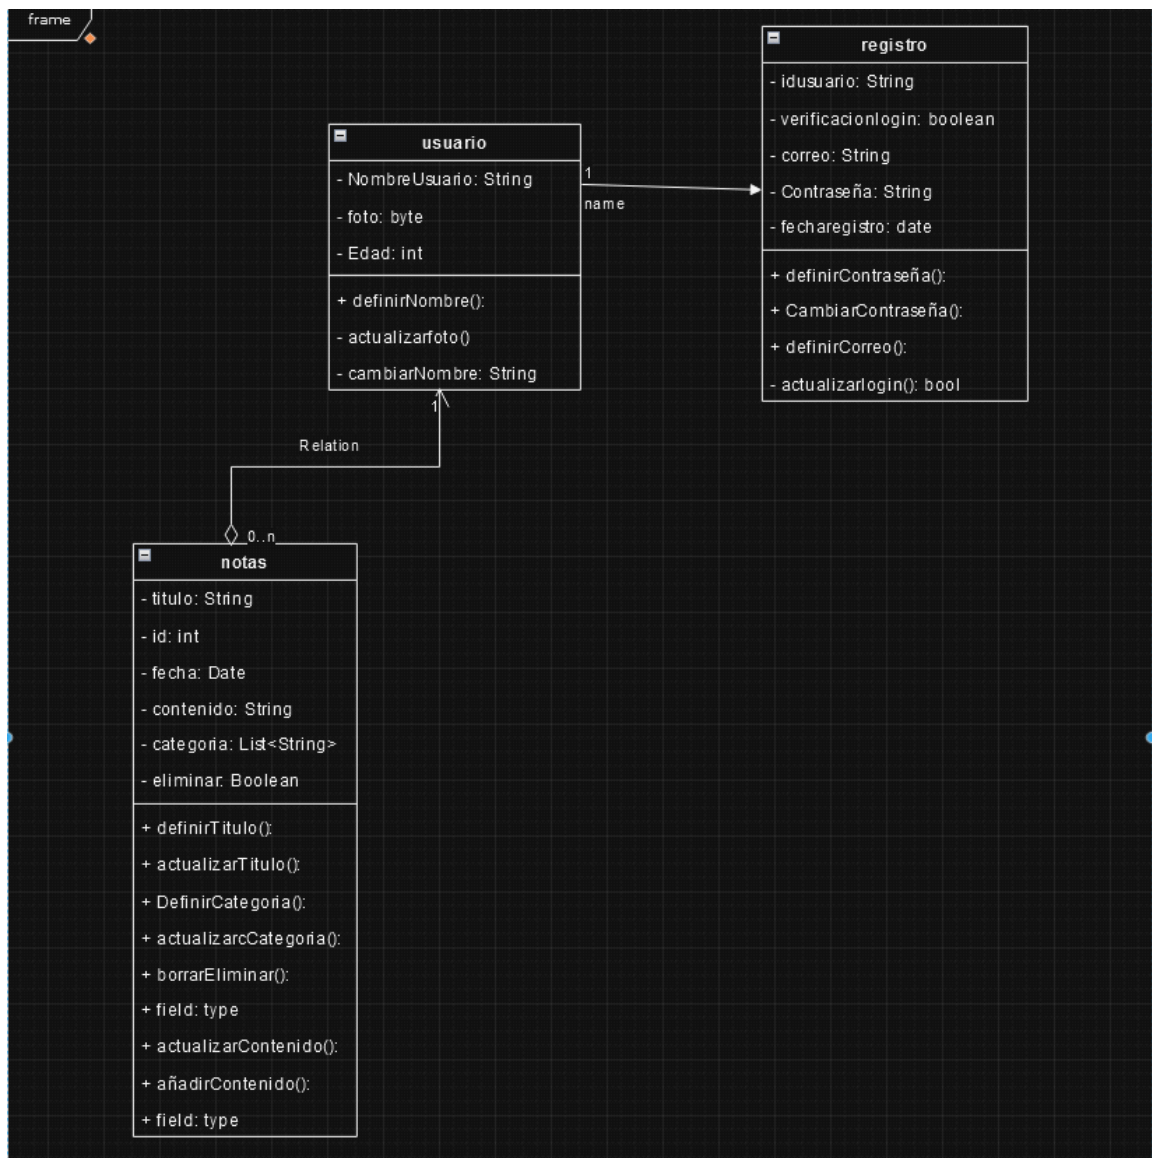 frame
registro
- idusuario: String
- verificacionlogin: boolean
- correo: String
- Contraseña: String
- fecharegistro: date
+ definirContraseña():
+ CambiarContraseña():
+ definirCorreo():
- actualizarlogin(): bool
usuario
- NombreUsuario: String
- foto: byte
- Edad: int
+ definirNombre():
- actualizarfoto()
- cambiarNombre: String
1
name
1
Relation
0..n
notas
- titulo: String
- id: int
- fecha: Date
- contenido: String
- categoria: List<String>
- eliminar: Boolean
+ definirTitulo():
+ actualizarTitulo():
+ DefinirCategoria():
+ actualizarcCategoria():
+ borrarEliminar():
+ field: type
+ actualizarContenido():
+ añadirContenido():
+ field: type